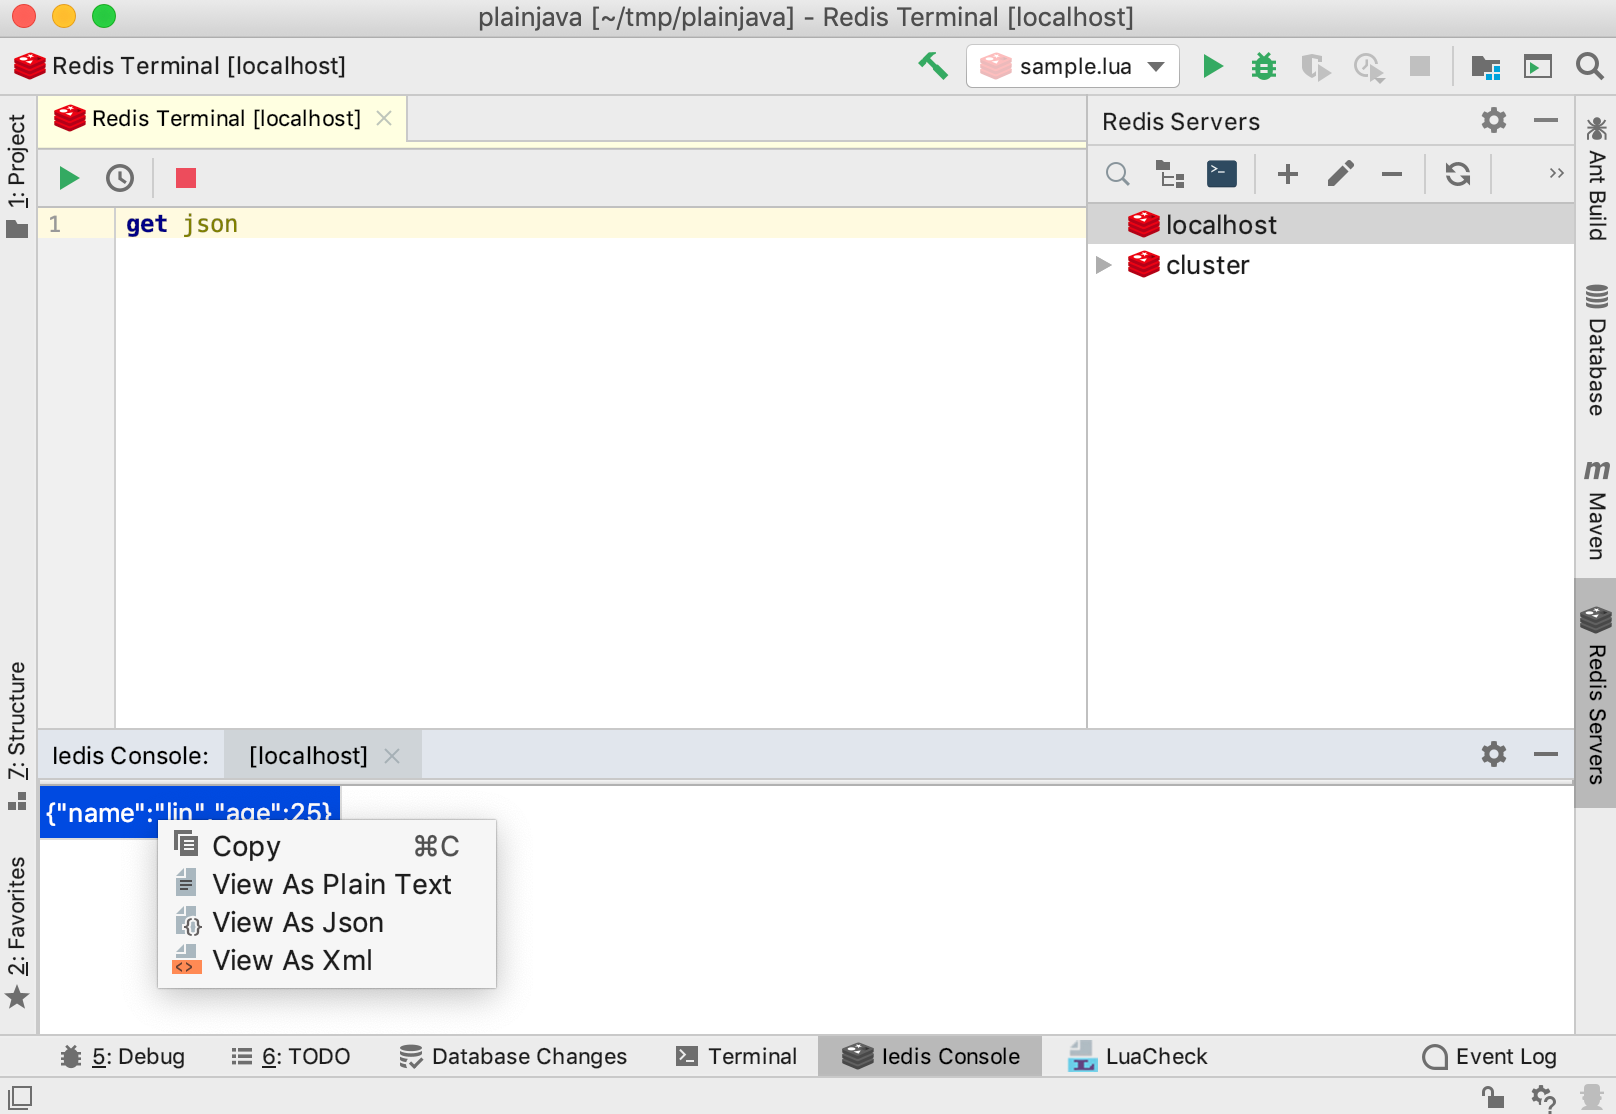 plainjava [~/tmp/plainjava] - Redis Terminal [localhost]
Redis Terminal [localhost]
sample.lua
Redis Terminal [localhost]
Redis Servers
1: Project
1 get json
localhost
cluster
Ant Build
Database
Maven
Redis Servers
7: Structure
2: Favorites
Iedis Console: [localhost]
{"name":"lin","age":25}
Copy ⌘C
View As Plain Text
View As Json
View As Xml
5: Debug 6: TODO Database Changes Terminal Iedis Console LuaCheck Event Log